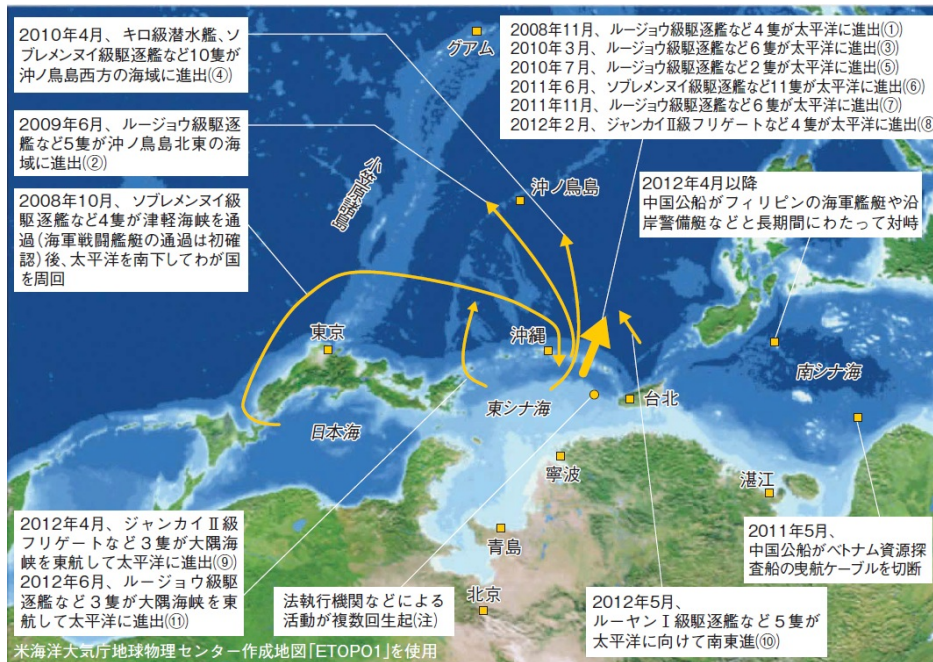 2010年4月、 キロ級潜水艦、ソ
ブレメンヌイ級駆逐艦など10隻が
沖ノ鳥島西方の海域に進出(④)
2009年6月、 ルージョウ級駆逐
艦など5隻が沖ノ鳥島北東の海
域に進出(②)
2008年10月、 ソブレメンヌイ級
駆逐艦など4隻が津軽海峡を通
過(海軍戦闘艦艇の通過は初確
認)後、太平洋を南下してわが国
を周回
2008年11月、ルージョウ級駆逐艦など4隻が太平洋に進出(①)
2010年3月、ルージョウ級駆逐艦など6隻が太平洋に進出(③)
2010年7月、ルージョウ級駆逐艦など2隻が太平洋に進出(⑤)
2011年6月、ソブレメンヌイ級駆逐艦など11隻が太平洋に進出(⑥)
2011年11月、ルージョウ級駆逐艦など6隻が太平洋に進出(⑦)
2012年2月、ジャンカイⅡ級フリゲートなど4隻が太平洋に進出(⑧)
2012年4月以降
中国公船がフィリピンの海軍艦艇や沿
岸警備艇などと長期間にわたって対峙
グアム
小笠原諸島
沖ノ鳥島
東京
沖縄
南シナ海
台北
東シナ海
日本海
寧波
湛江
青島
北京
2012年4月、ジャンカイⅡ級
フリゲートなど3隻が大隅海
峡を東航して太平洋に進出(⑨)
2012年6月、ルージョウ級駆
逐艦など3隻が大隅海峡を東
航して太平洋に進出(⑪)
法執行機関などによる
活動が複数回生起(注)
2012年5月、
ルーヤンⅠ級駆逐艦など5隻が
太平洋に向けて南東進(⑩)
2011年5月、
中国公船がベトナム資源探
査船の曳航ケーブルを切断
米海洋大気庁地球物理センター作成地図「ETOPO1」を使用